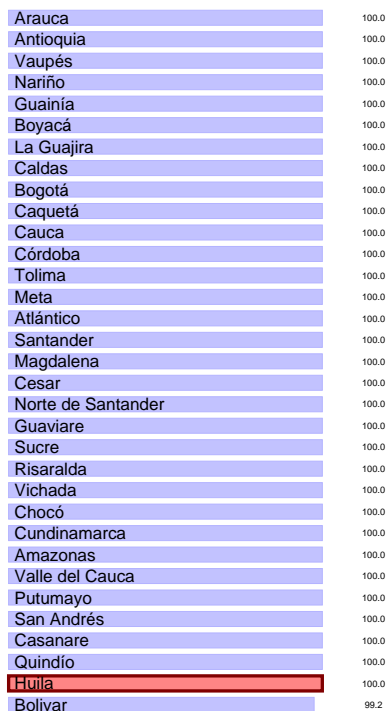 Arauca 100.0
Antioquia 100.0
Vaupés 100.0
Nariño 100.0
Guainía 100.0
Boyacá 100.0
La Guajira 100.0
Caldas 100.0
Bogotá 100.0
Caquetá 100.0
Cauca 100.0
Córdoba 100.0
Tolima 100.0
Meta 100.0
Atlántico 100.0
Santander 100.0
Magdalena 100.0
Cesar 100.0
Norte de Santander 100.0
Guaviare 100.0
Sucre 100.0
Risaralda 100.0
Vichada 100.0
Chocó 100.0
Cundinamarca 100.0
Amazonas 100.0
Valle del Cauca 100.0
Putumayo 100.0
San Andrés 100.0
Casanare 100.0
Quindío 100.0
Huila 100.0
Bolivar 99.2